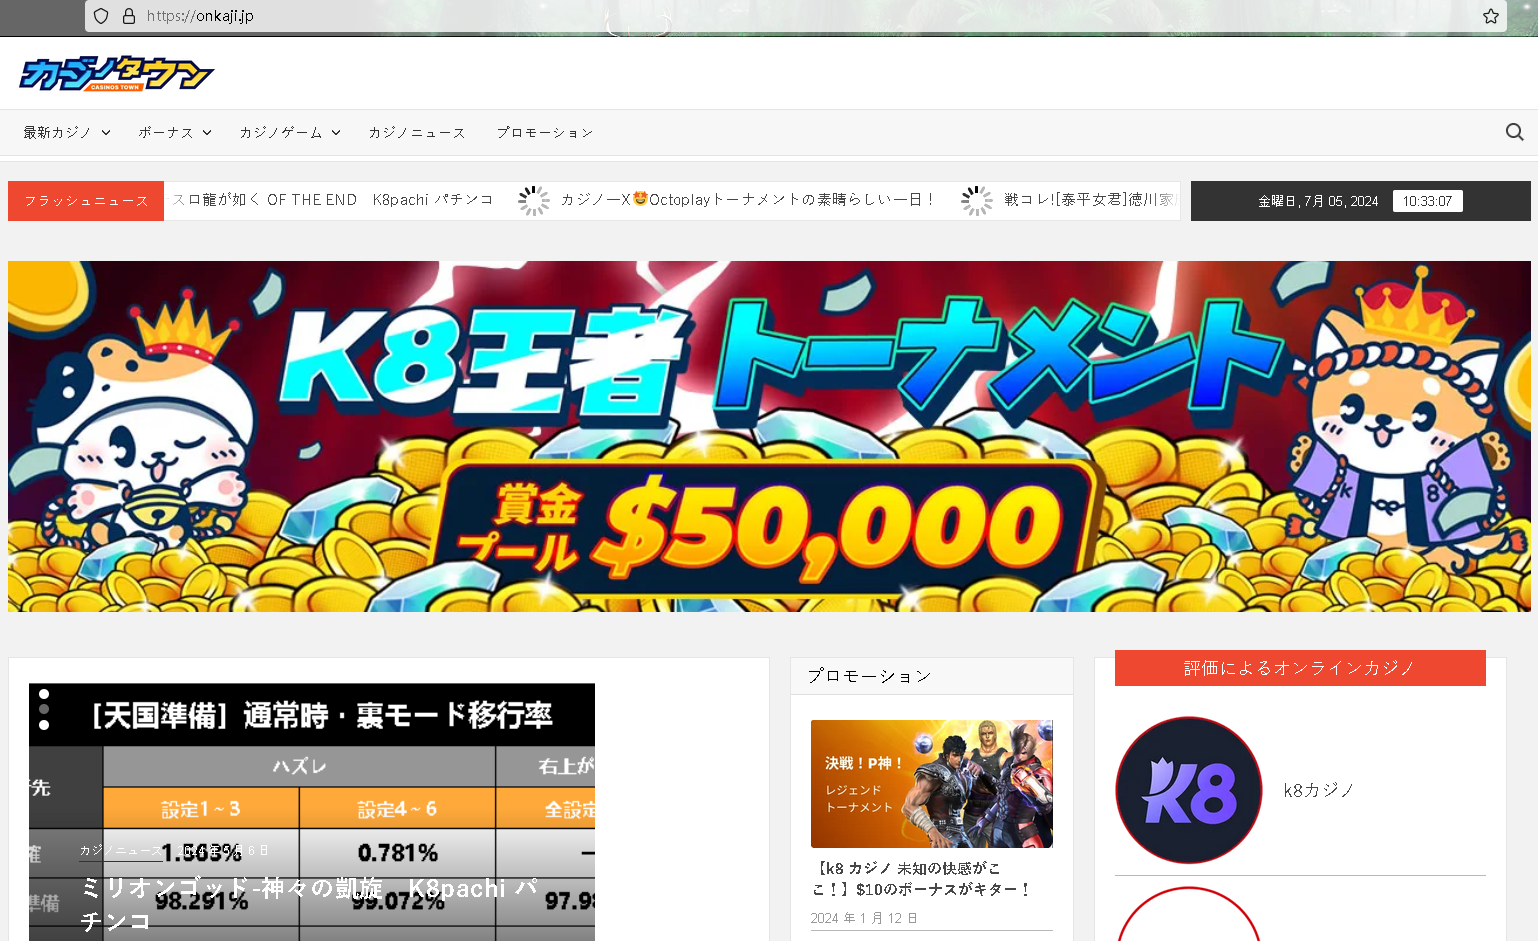 https://onkaji.jp
カジノタウン
CASINOS TOWN
最新カジノ ボーナス カジノゲーム カジノニュース プロモーション
フラッシュニュース
スロ龍が如く OF THE END　K8pachi パチンコ
カジノ―X🤩Octoplayトーナメントの素晴らしい一日！
戦コレ![泰平女君]徳川家
金曜日, 7月 05, 2024 10:33:07
K8王者トーナメント
賞金
プール
$50,000
K 8
[天国準備] 通常時・裏モード移行率
ハズレ
右上が
先
設定1～3 設定4～6 全設定
確 1.563% 0.781% ―
カジノニュース 2024 年 5 月 6 日
準備 98.291% 99.072% 97.9
ミリオンゴッド-神々の凱旋　K8pachi パ
チンコ
プロモーション
決戦！P神！
レジェンド
トーナメント
【k8 カジノ 未知の快感がこ
こ！】$10のボーナスがキター！
2024 年 1 月 12 日
評価によるオンラインカジノ
K8
k8カジノ